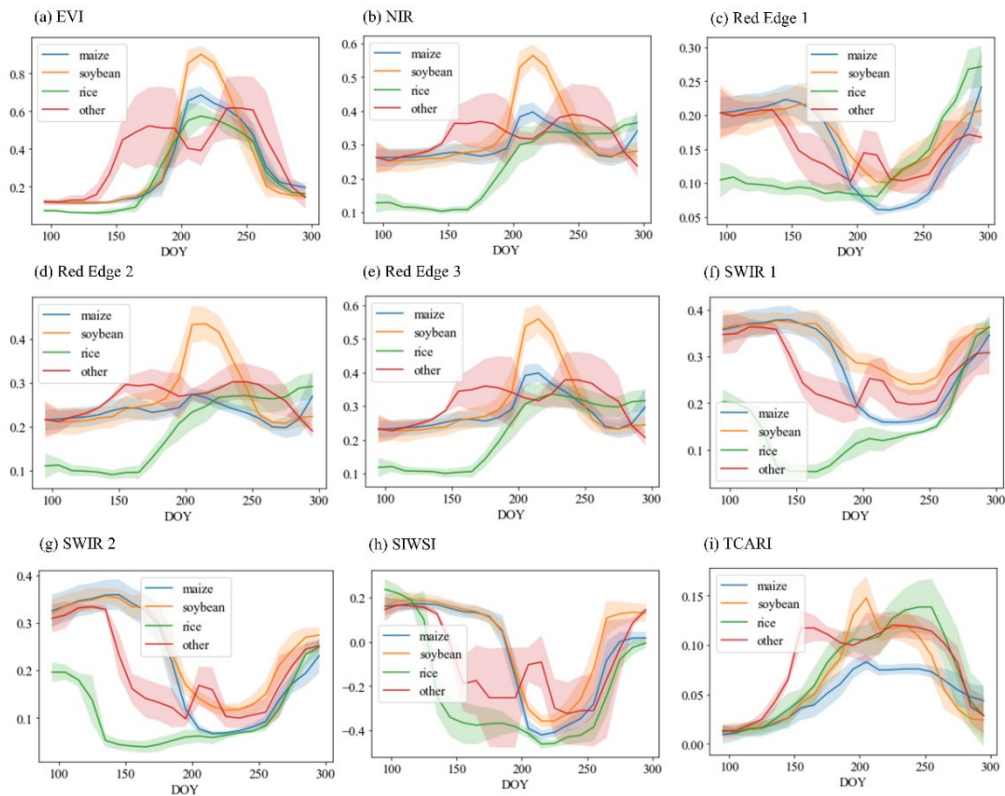 (a) EVI
0.8
0.6
0.4
0.2
maize
soybean
rice
other
100 150 200 250 300
DOY
(b) NIR
0.6
0.5
0.4
0.3
0.2
0.1
maize
soybean
rice
other
100 150 200 250 300
DOY
(c) Red Edge 1
0.30
0.25
0.20
0.15
0.10
0.05
maize
soybean
rice
other
100 150 200 250 300
DOY
(d) Red Edge 2
0.4
0.3
0.2
0.1
maize
soybean
rice
other
100 150 200 250 300
DOY
(e) Red Edge 3
0.6
0.5
0.4
0.3
0.2
0.1
maize
soybean
rice
other
100 150 200 250 300
DOY
(f) SWIR 1
0.4
0.3
0.2
0.1
maize
soybean
rice
other
100 150 200 250 300
DOY
(g) SWIR 2
0.4
0.3
0.2
0.1
maize
soybean
rice
other
100 150 200 250 300
DOY
(h) SIWSI
0.2
0.0
−0.2
−0.4
maize
soybean
rice
other
100 150 200 250 300
DOY
(i) TCARI
0.15
0.10
0.05
0.00
maize
soybean
rice
other
100 150 200 250 300
DOY